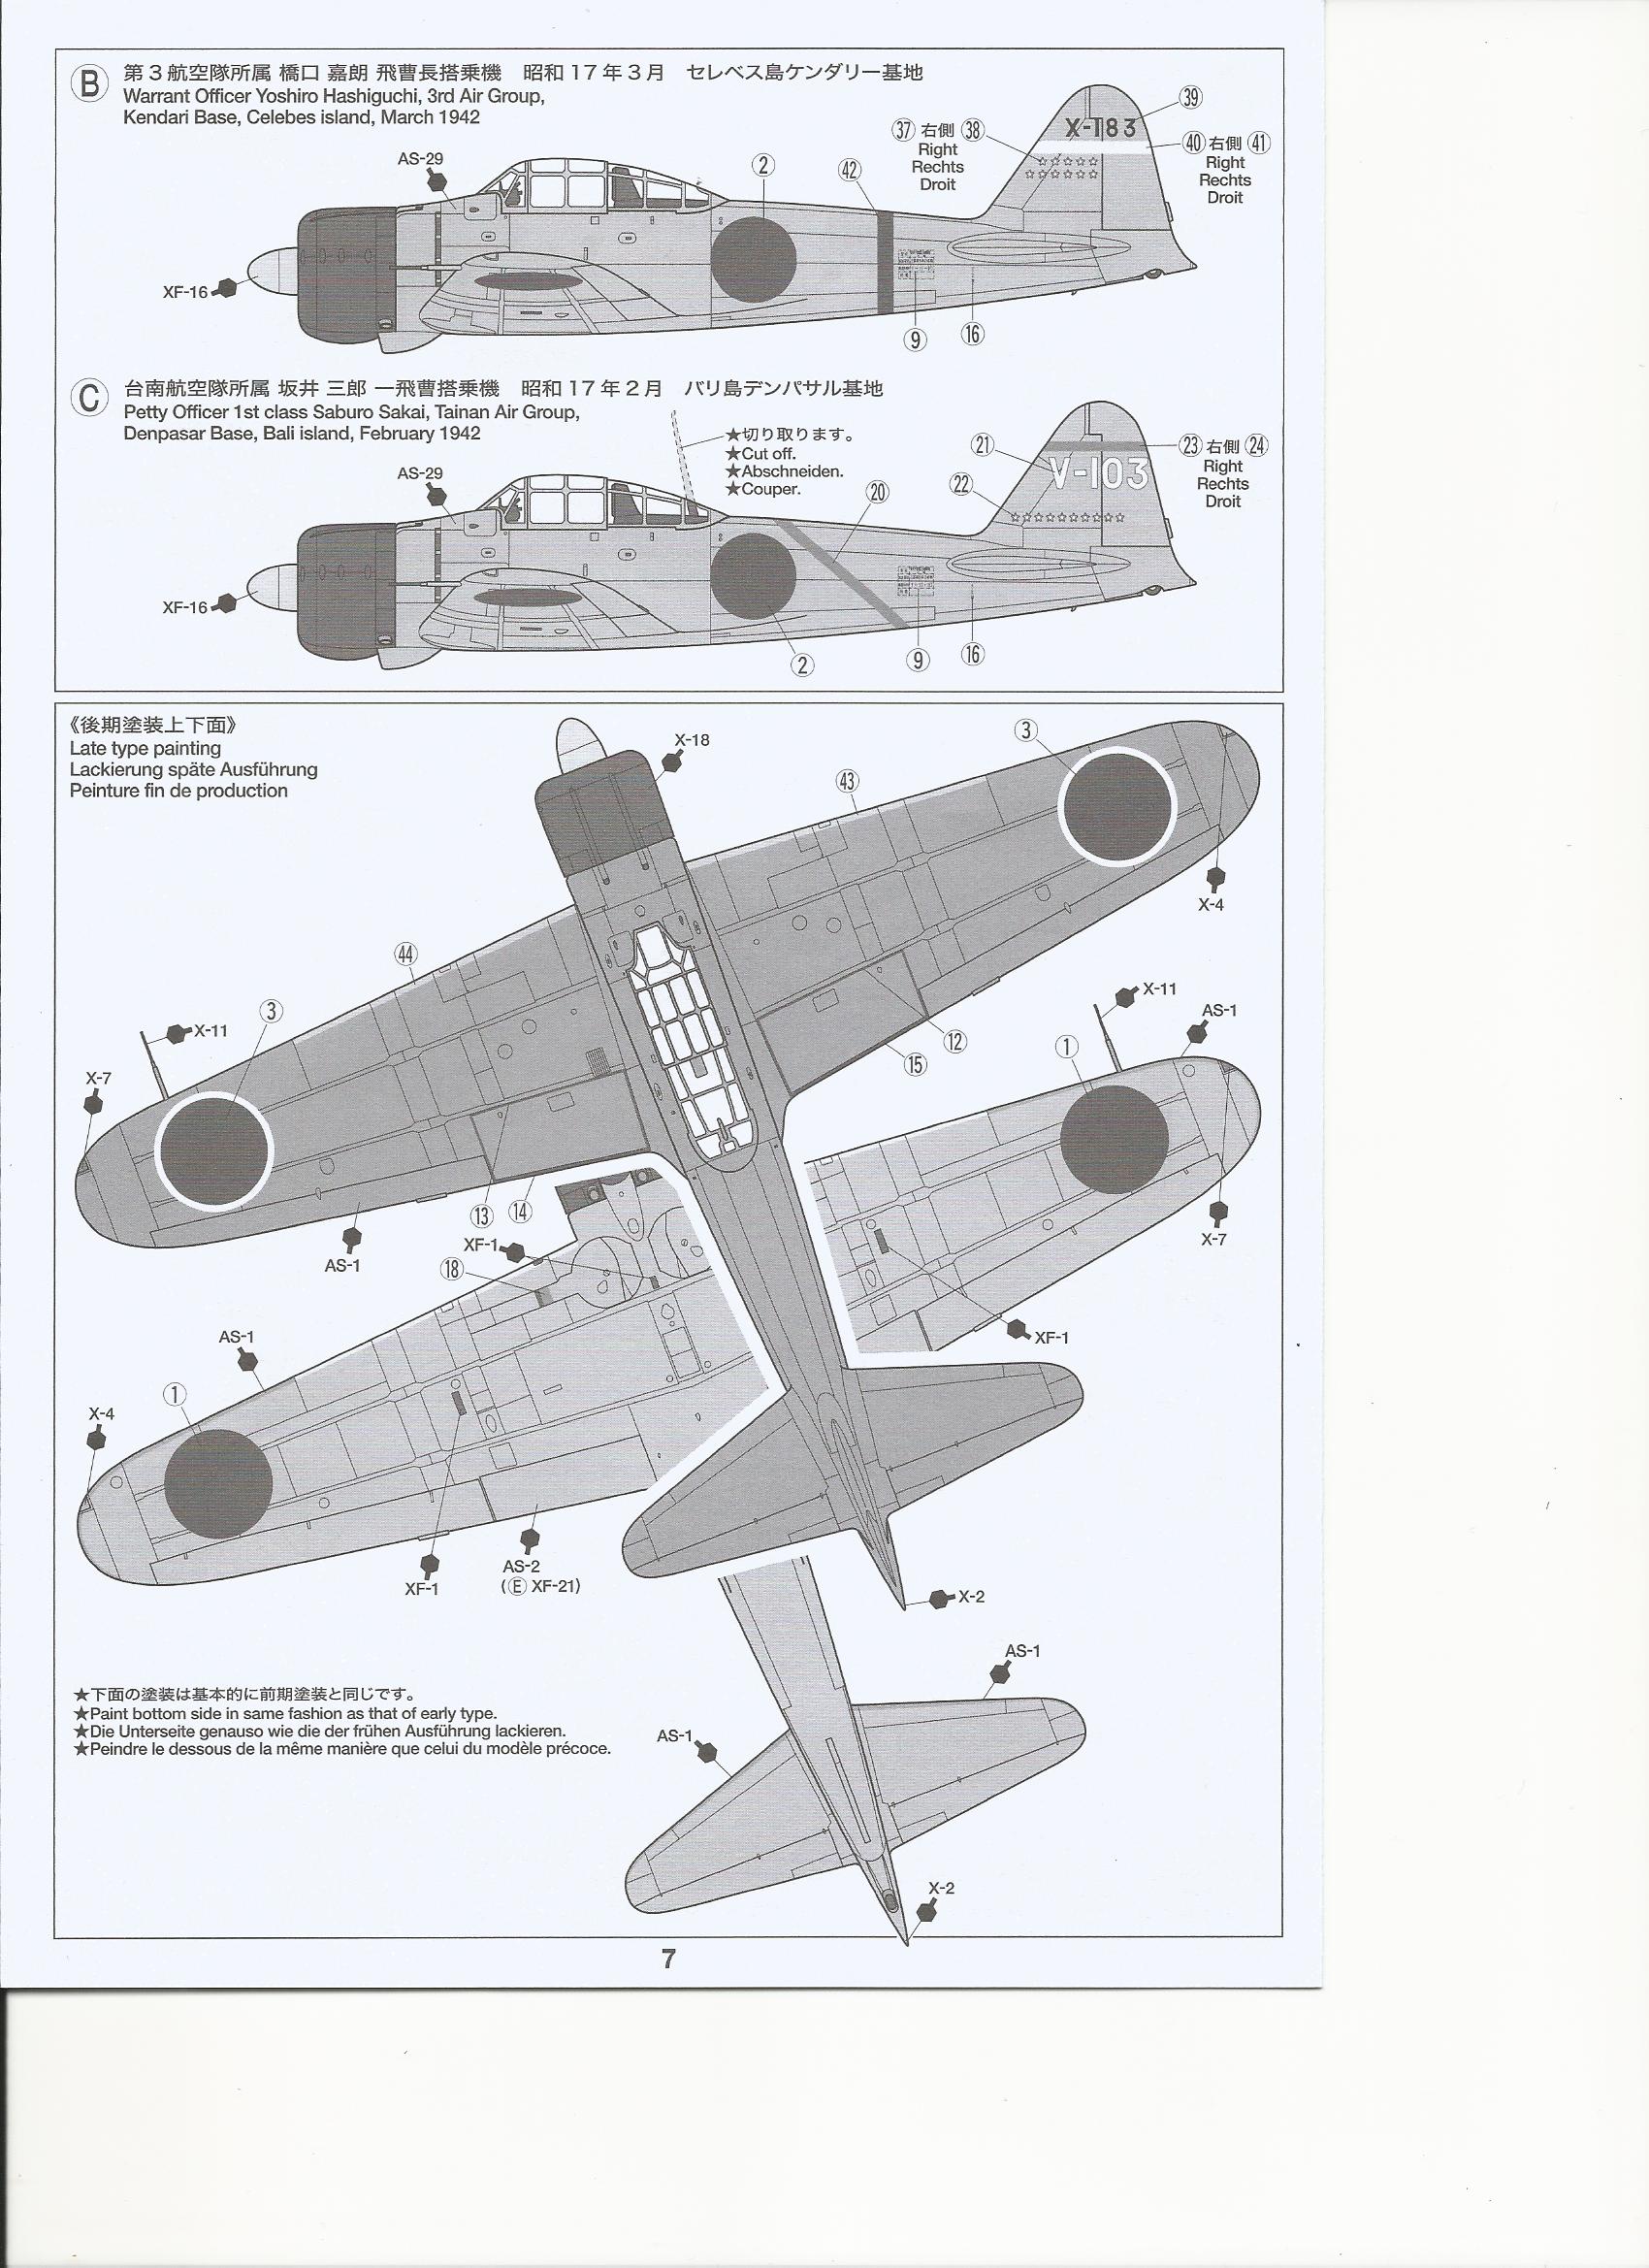 B 第3航空隊所属 橋口 嘉朗 飛曹長搭乗機 昭和17年3月 セレベス島ケンダリー基地
Warrant Officer Yoshiro Hashiguchi, 3rd Air Group,
Kendari Base, Celebes island, March 1942
AS-29
2
42
37 右側 38
Right
Rechts
Droit
X-183
39
40 右側 41
Right
Rechts
Droit
XF-16
9
16
C 台南航空隊所属 坂井 三郎 一飛曹搭乗機 昭和17年2月 バリ島デンパサル基地
Petty Officer 1st class Saburo Sakai, Tainan Air Group,
Denpasar Base, Bali island, February 1942
AS-29
★切り取ります。
★Cut off.
★Abschneiden.
★Couper.
20
21
22
V-103
23 右側 24
Right
Rechts
Droit
XF-16
2
9
16
《後期塗装上下面》
Late type painting
Lackierung späte Ausführung
Peinture fin de production
X-18
3
43
X-4
44
3
X-11
X-7
12
15
X-11
AS-1
1
13
14
AS-1
XF-1
18
X-7
XF-1
AS-1
1
X-4
XF-1
AS-2
(E XF-21)
X-2
AS-1
AS-1
★下面の塗装は基本的に前期塗装と同じです。
★Paint bottom side in same fashion as that of early type.
★Die Unterseite genauso wie die der frühen Ausführung lackieren.
★Peindre le dessous de la même manière que celui du modèle précoce.
X-2
7